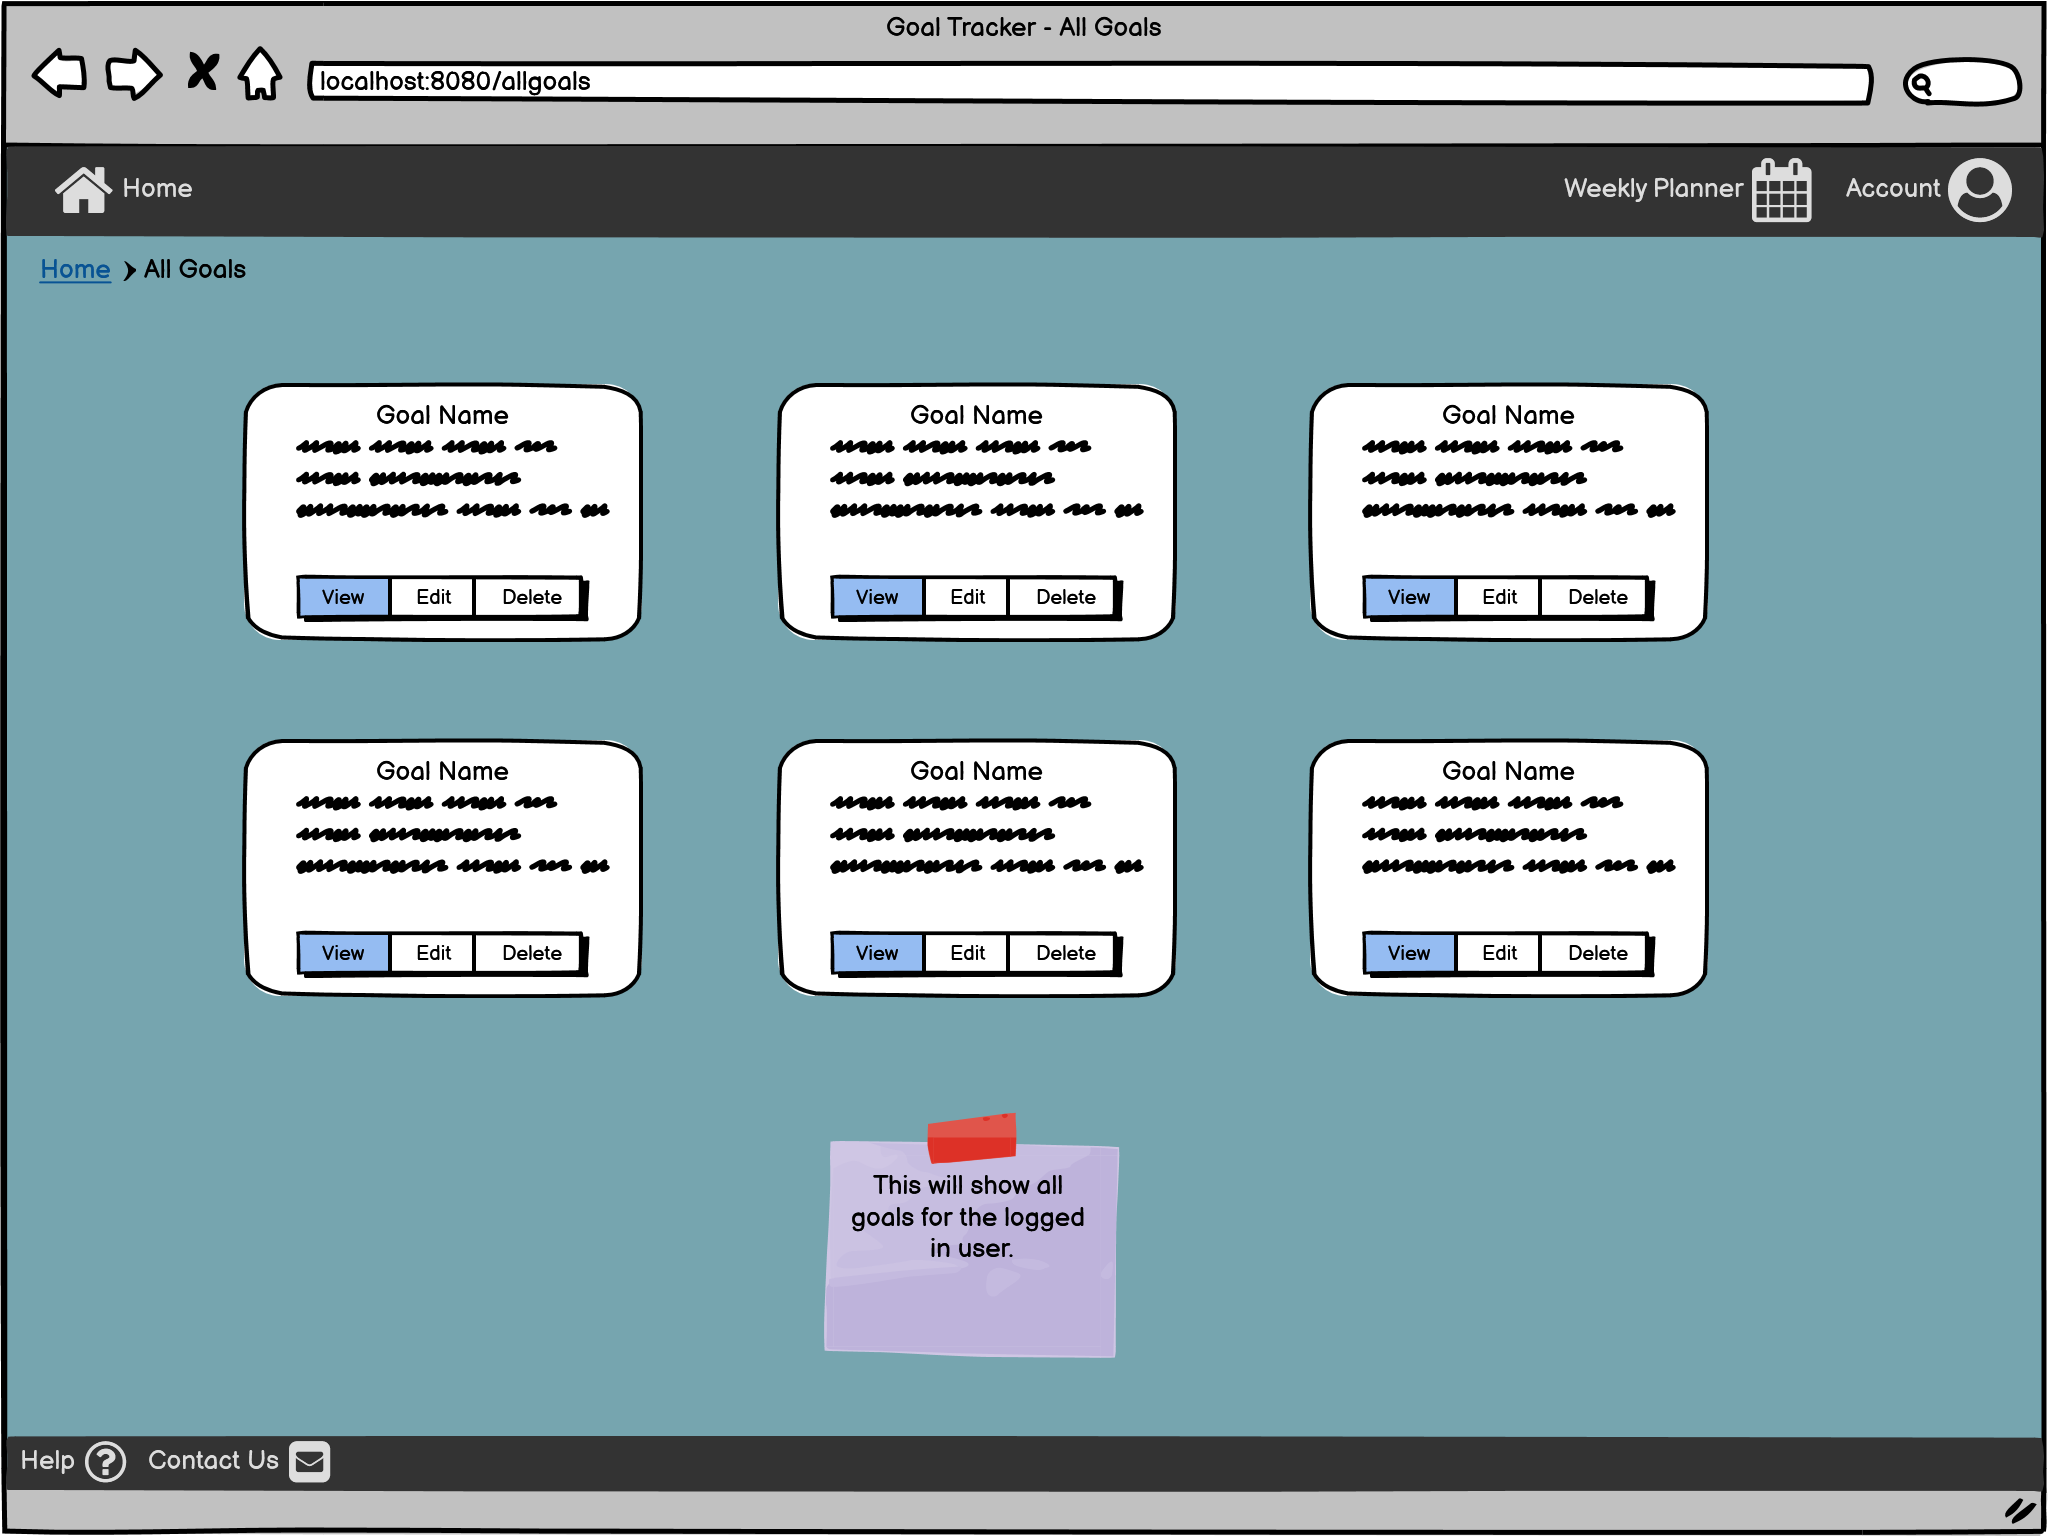 Goal Tracker - All Goals
localhost:8080/allgoals
Home
Weekly Planner
Account
Home
All Goals
Goal Name
View Edit Delete
Goal Name
View Edit Delete
Goal Name
View Edit Delete
Goal Name
View Edit Delete
Goal Name
View Edit Delete
Goal Name
View Edit Delete
This will show all
goals for the logged
in user.
Help
Contact Us